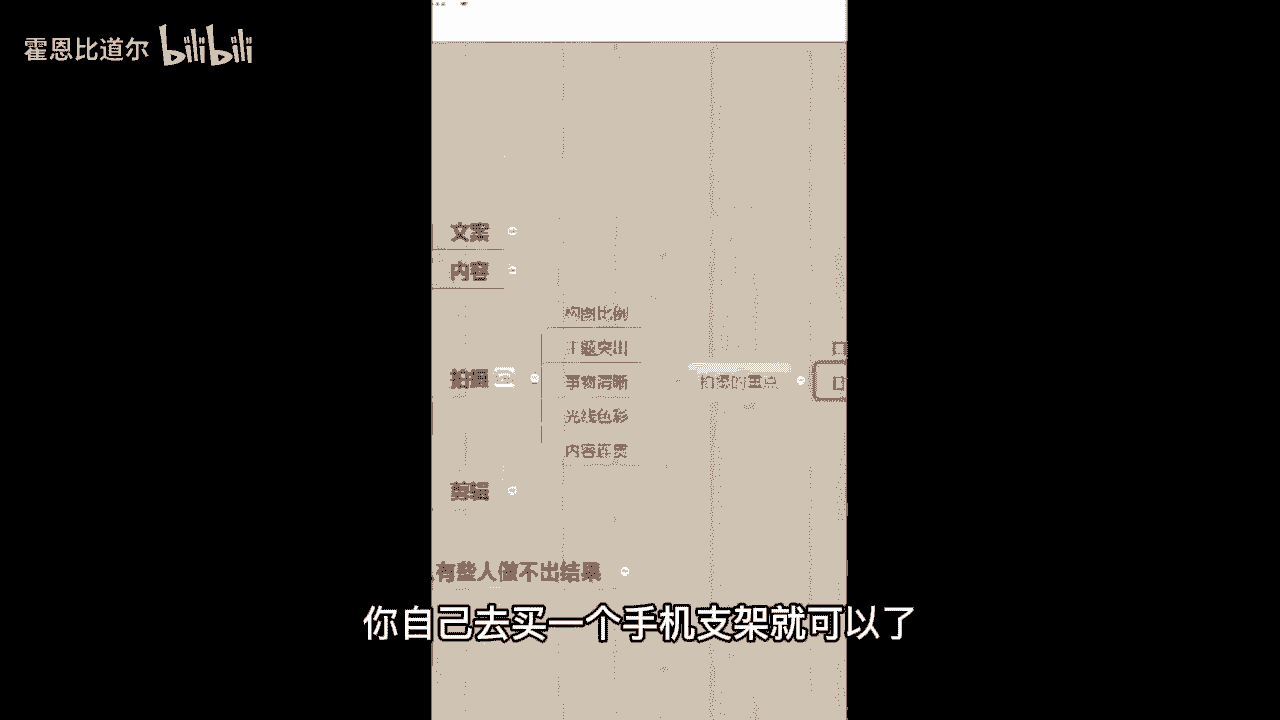 霍恩比道尔 bilibili
文案
内容
构图比例
主题突出
拍摄
事物清晰
拍摄的重点
光线色彩
内容连贯
剪辑
有些人做不出结果
你自己去买一个手机支架就可以了